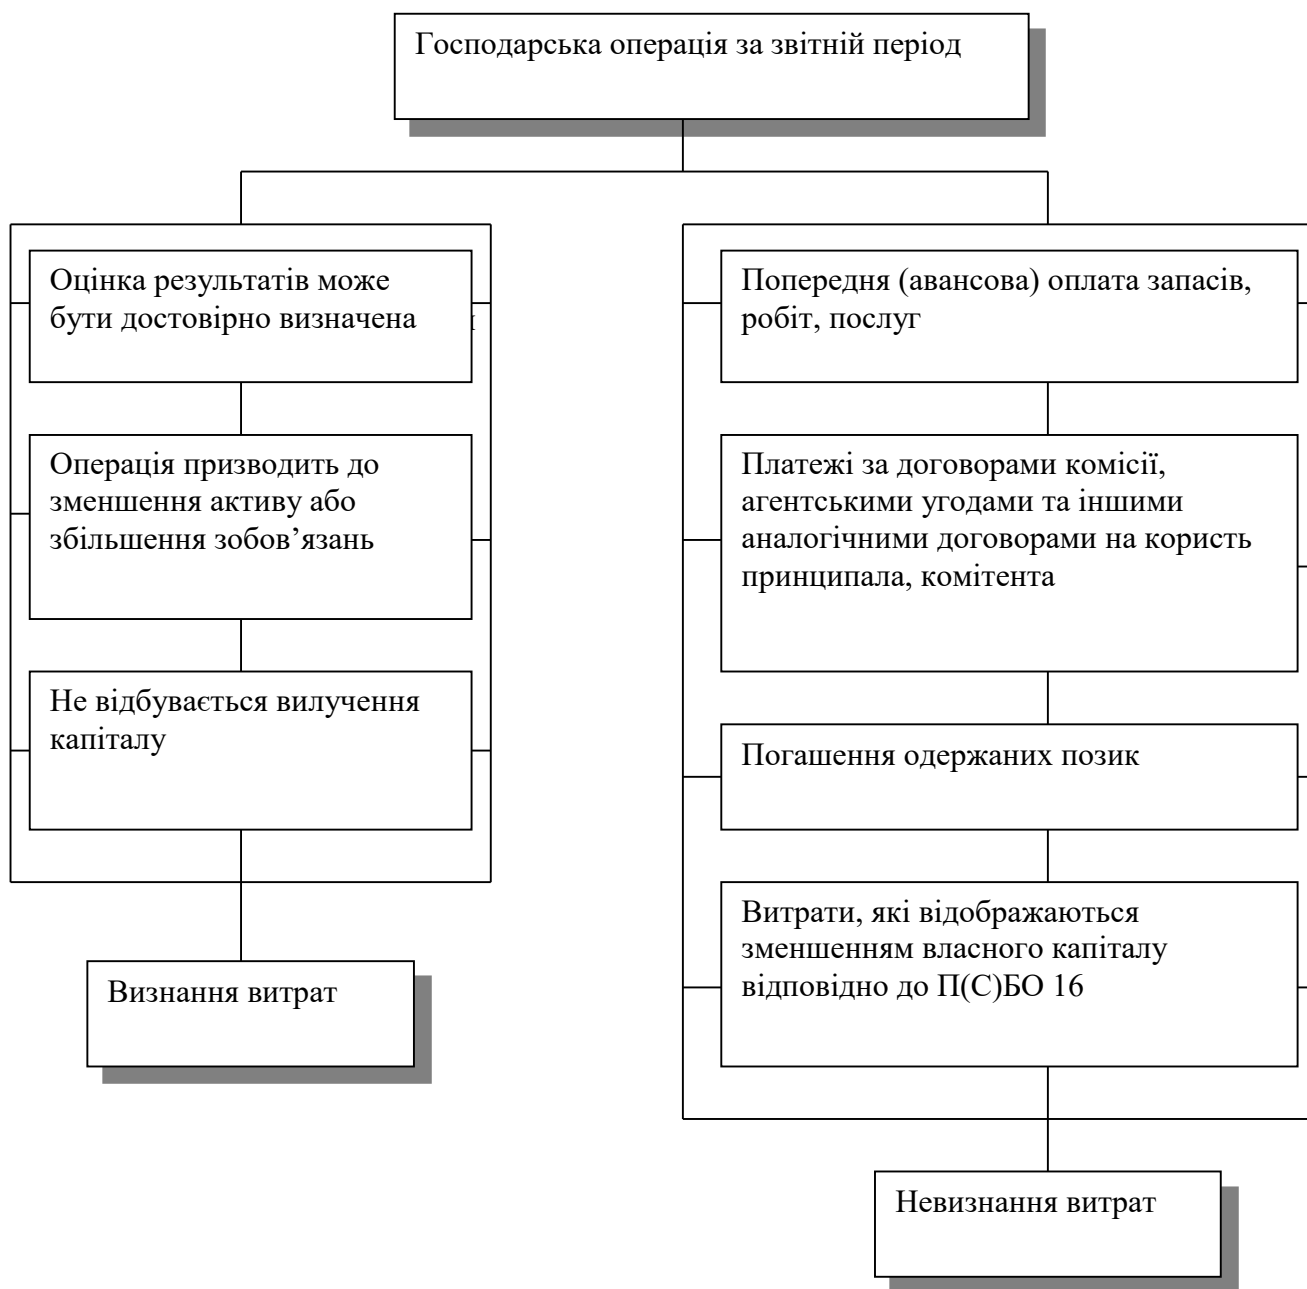 Господарська операція за звітній період
Оцінка результатів може
бути достовірно визначена
Операція призводить до
зменшення активу або
збільшення зобов’язань
Не відбувається вилучення
капіталу
Визнання витрат
Попередня (авансова) оплата запасів,
робіт, послуг
Платежі за договорами комісії,
агентськими угодами та іншими
аналогічними договорами на користь
принципала, комітента
Погашення одержаних позик
Витрати, які відображаються
зменшенням власного капіталу
відповідно до П(С)БО 16
Невизнання витрат